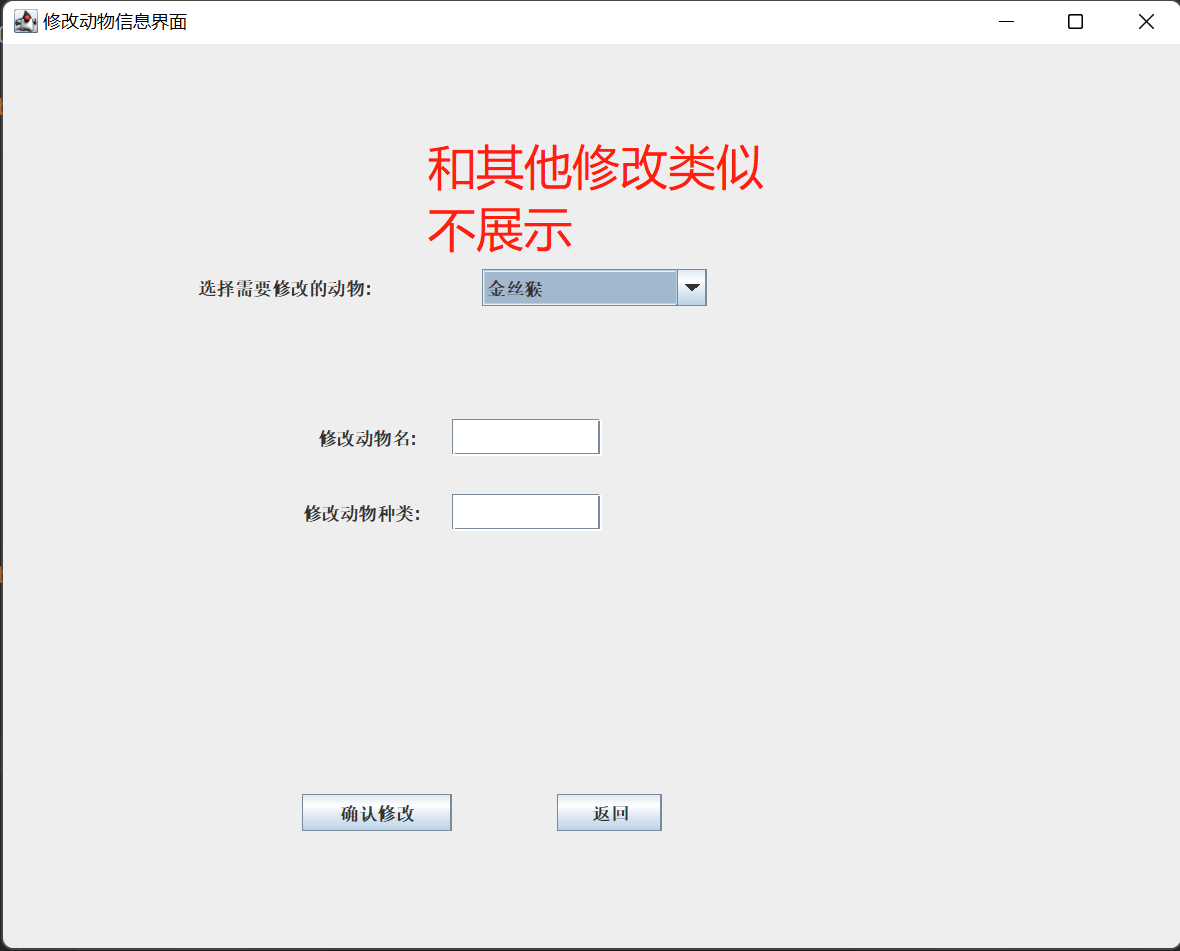 修改动物信息界面
和其他修改类似
不展示
选择需要修改的动物:
金丝猴
修改动物名:
修改动物种类:
确认修改
返回